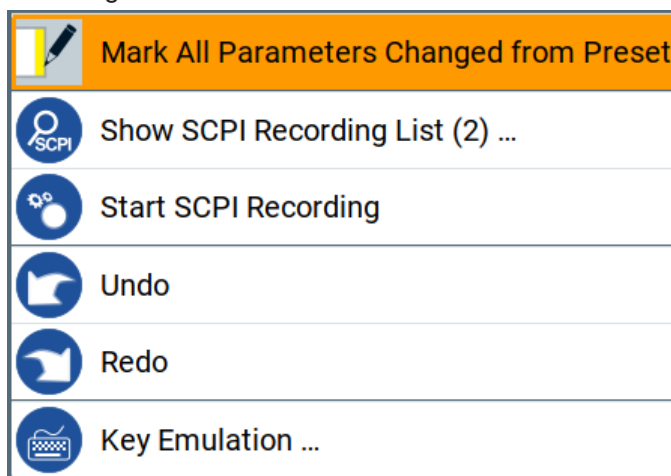 Mark All Parameters Changed from Preset
SCPI
Show SCPI Recording List (2) ...
Start SCPI Recording
Undo
Redo
Key Emulation ...